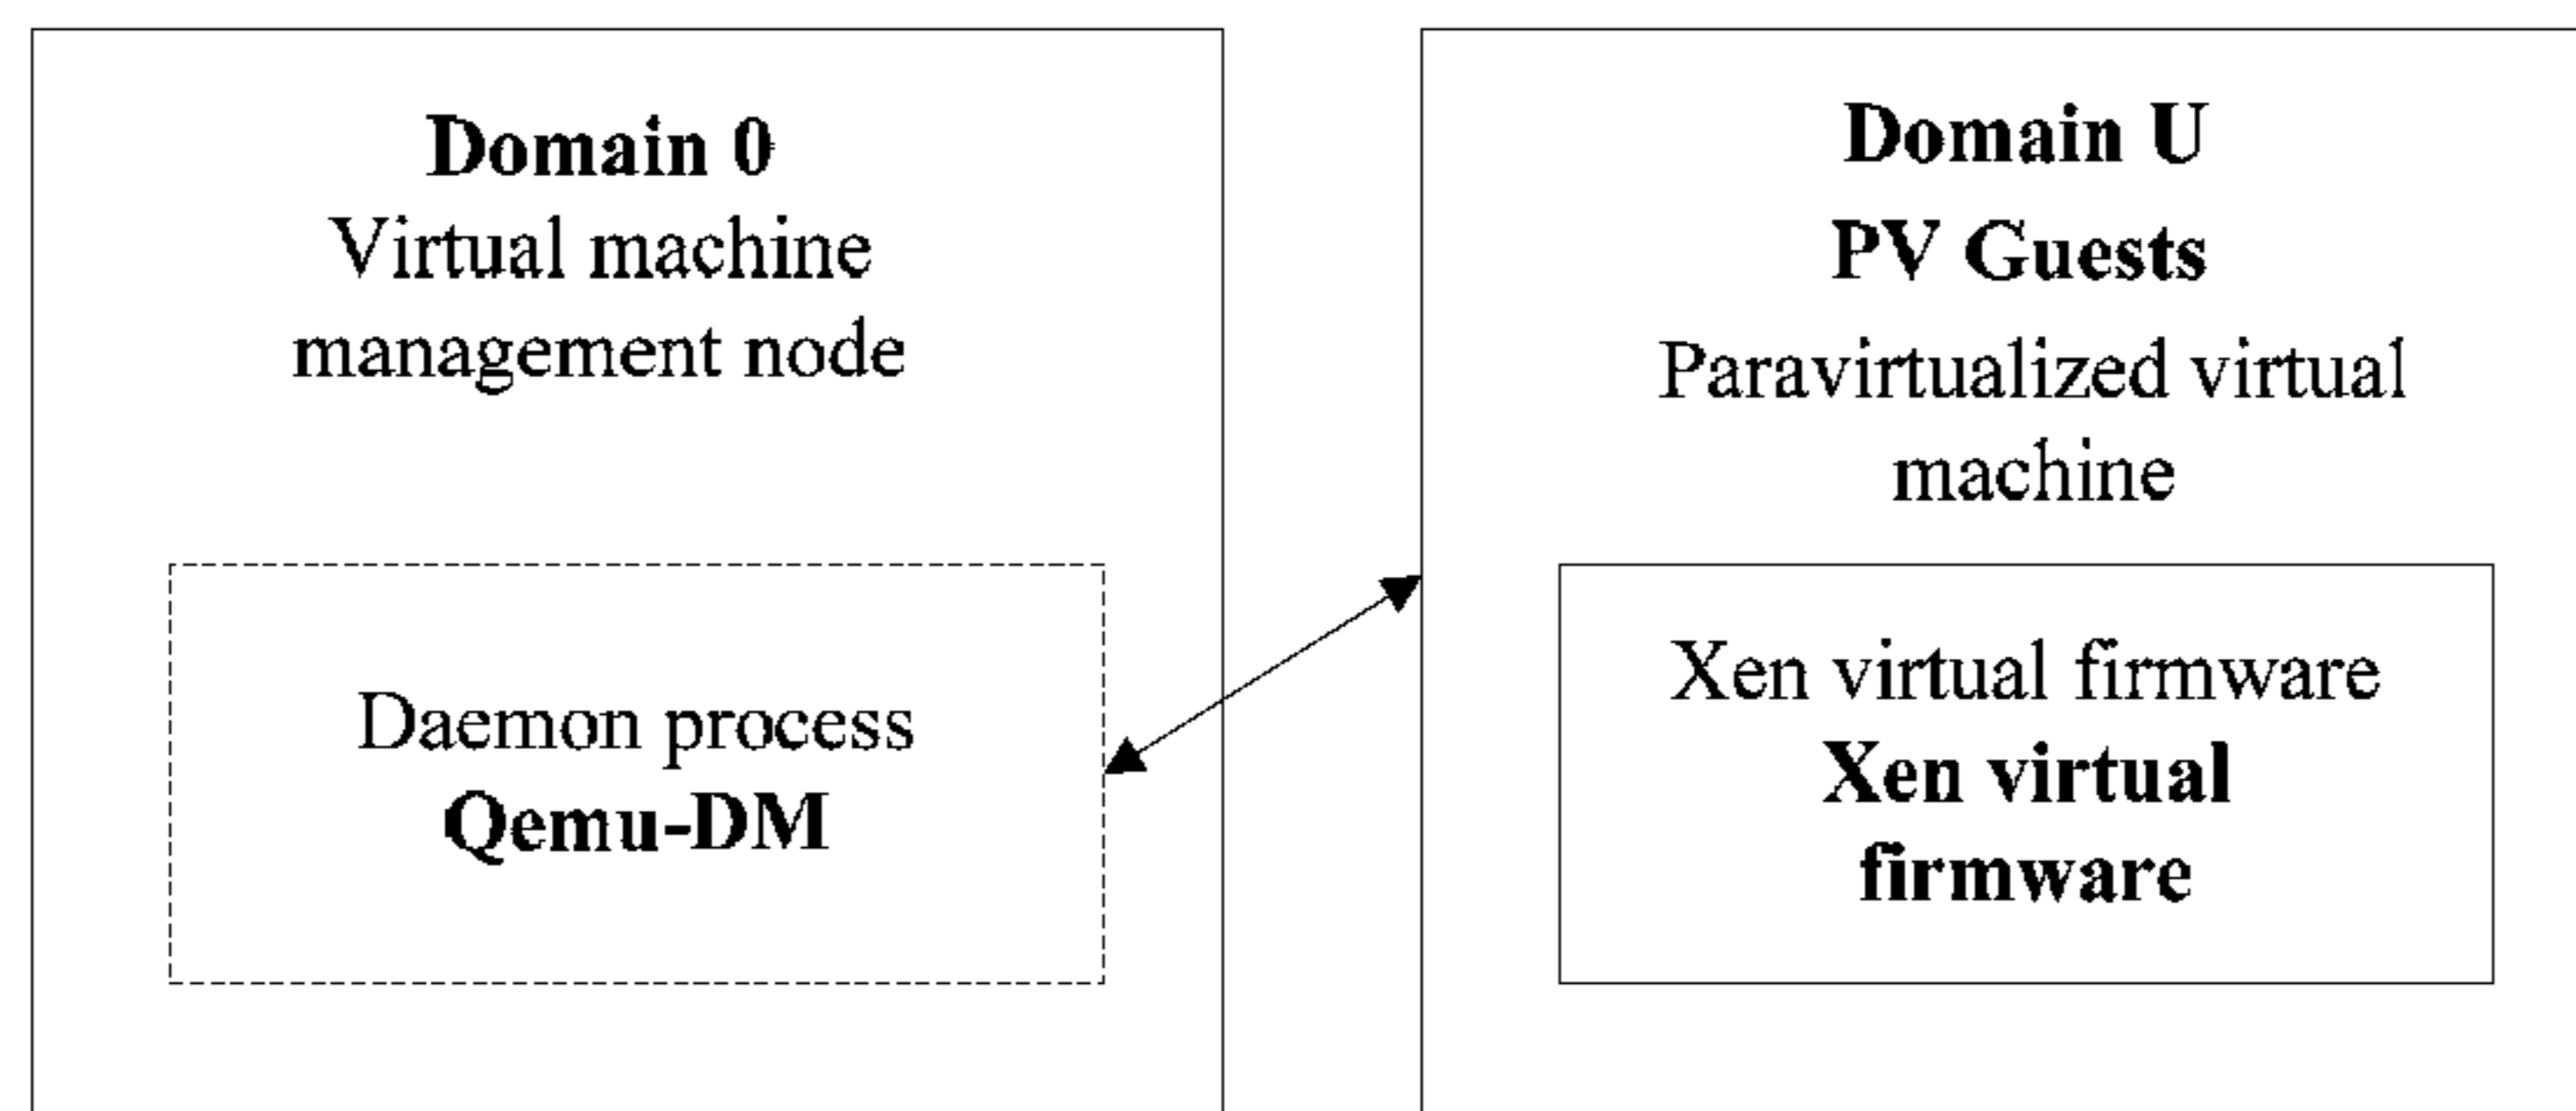 Domain 0
Virtual machine
management node
Daemon process
Qemu-DM
Domain U
PV Guests
Paravirtualized virtual
machine
Xen virtual firmware
Xen virtual
firmware